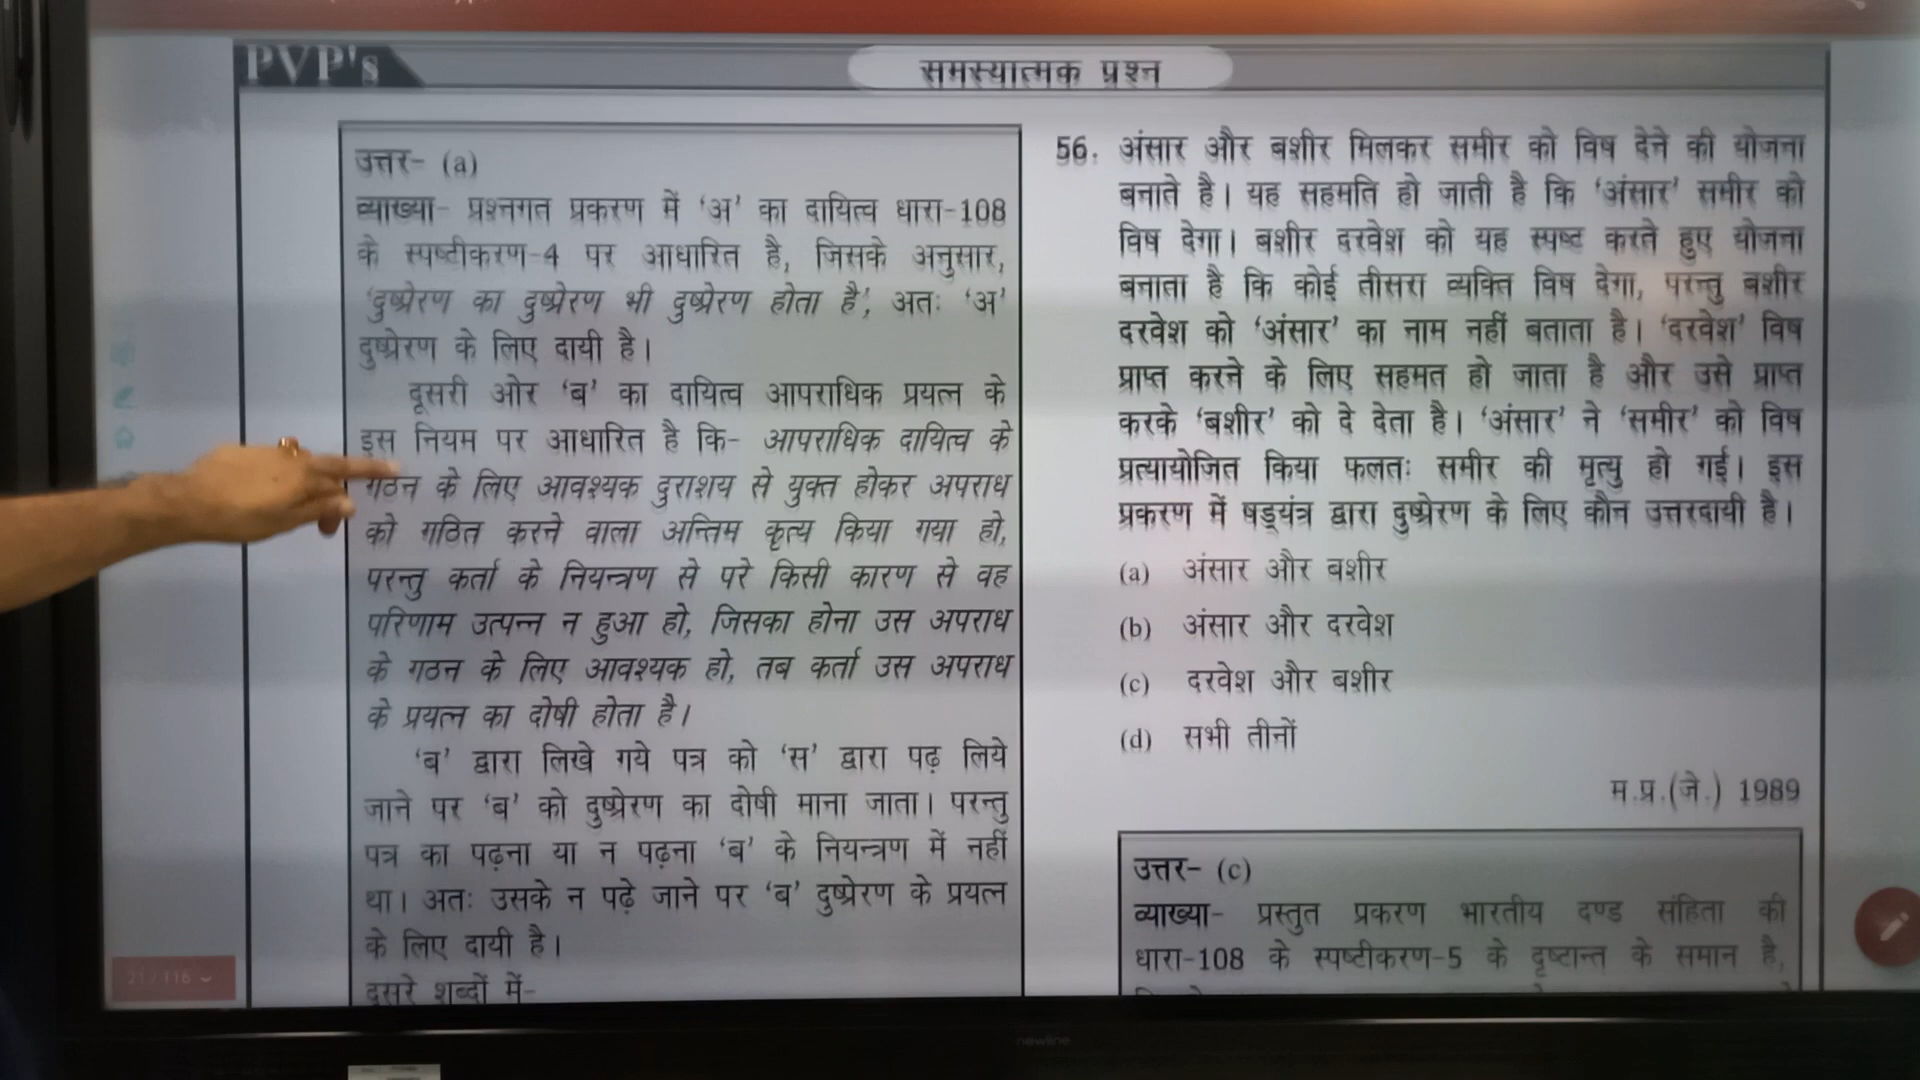 PVP's
समस्यात्मक प्रश्न
उत्तर- (a)
व्याख्या- प्रश्नगत प्रकरण में 'अ' का दायित्व धारा-108
के स्पष्टीकरण-4 पर आधारित है, जिसके अनुसार,
'दुष्प्रेरण का दुष्प्रेरण भी दुष्प्रेरण होता है', अतः 'अ'
दुष्प्रेरण के लिए दायी है।
दूसरी ओर 'ब' का दायित्व आपराधिक प्रयत्न के
इस नियम पर आधारित है कि- आपराधिक दायित्व के
गठन के लिए आवश्यक दुराशय से युक्त होकर अपराध
को गठित करने वाला अन्तिम कृत्य किया गया हो,
परन्तु कर्ता के नियन्त्रण से परे किसी कारण से वह
परिणाम उत्पन्न न हुआ हो, जिसका होना उस अपराध
के गठन के लिए आवश्यक हो, तब कर्ता उस अपराध
के प्रयत्न का दोषी होता है।
'ब' द्वारा लिखे गये पत्र को 'स' द्वारा पढ़ लिये
जाने पर 'ब' को दुष्प्रेरण का दोषी माना जाता। परन्तु
पत्र का पढ़ना या न पढ़ना 'ब' के नियन्त्रण में नहीं
था। अतः उसके न पढ़े जाने पर 'ब' दुष्प्रेरण के प्रयत्न
के लिए दायी है।
दूसरे शब्दों में-
56. अंसार और बशीर मिलकर समीर को विष देने की योजना
बनाते है। यह सहमति हो जाती है कि 'अंसार' समीर को
विष देगा। बशीर दरवेश को यह स्पष्ट करते हुए योजना
बनाता है कि कोई तीसरा व्यक्ति विष देगा, परन्तु बशीर
दरवेश को 'अंसार' का नाम नहीं बताता है। 'दरवेश' विष
प्राप्त करने के लिए सहमत हो जाता है और उसे प्राप्त
करके 'बशीर' को दे देता है। 'अंसार' ने 'समीर' को विष
प्रत्यायोजित किया फलतः समीर की मृत्यु हो गई। इस
प्रकरण में षड्यंत्र द्वारा दुष्प्रेरण के लिए कौन उत्तरदायी है।
(a) अंसार और बशीर
(b) अंसार और दरवेश
(c) दरवेश और बशीर
(d) सभी तीनों
म.प्र.(जे.) 1989
उत्तर- (c)
व्याख्या- प्रस्तुत प्रकरण भारतीय दण्ड संहिता की
धारा-108 के स्पष्टीकरण-5 के दृष्टान्त के समान है,
21 / 116
newline